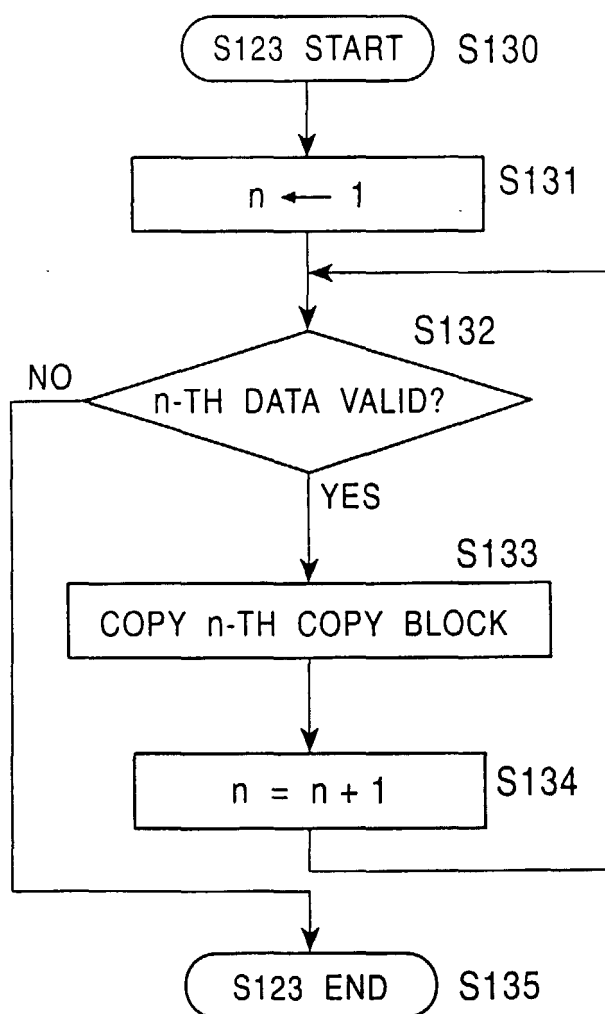 S123 START S130
n ← 1 S131
S132
NO
n-TH DATA VALID?
YES
S133
COPY n-TH COPY BLOCK
n = n + 1 S134
S123 END S135